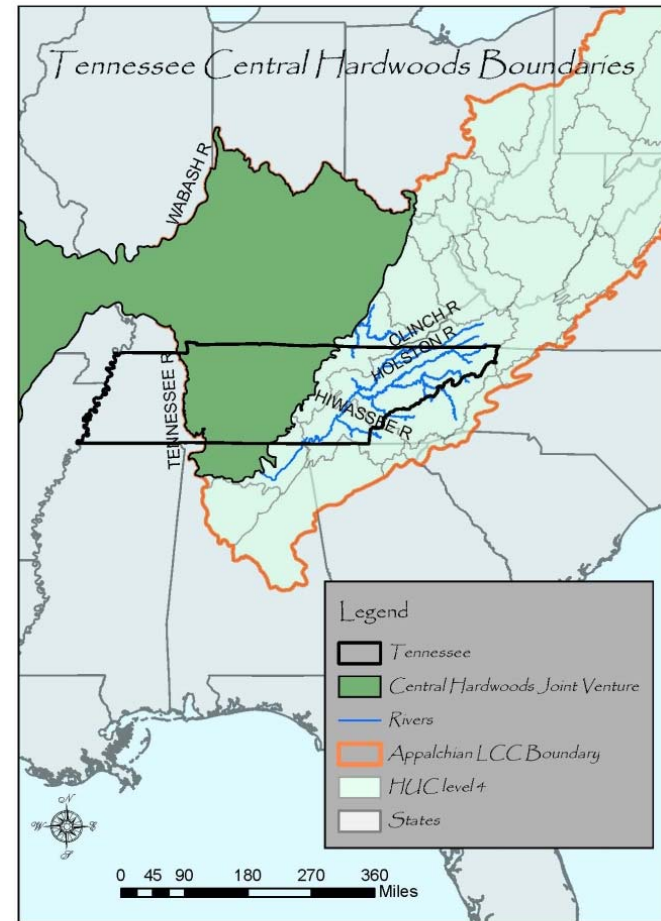 Tennessee Central Hardwoods Boundaries
WABASH R
CLINCH R
HOLSTON R
HIWASSEE R
TENNESSEE R
Legend
Tennessee
Central Hardwoods Joint Venture
Rivers
Appalchian LCC Boundary
HUC level 4
States
N
W E
S
0 45 90 180 270 360
Miles